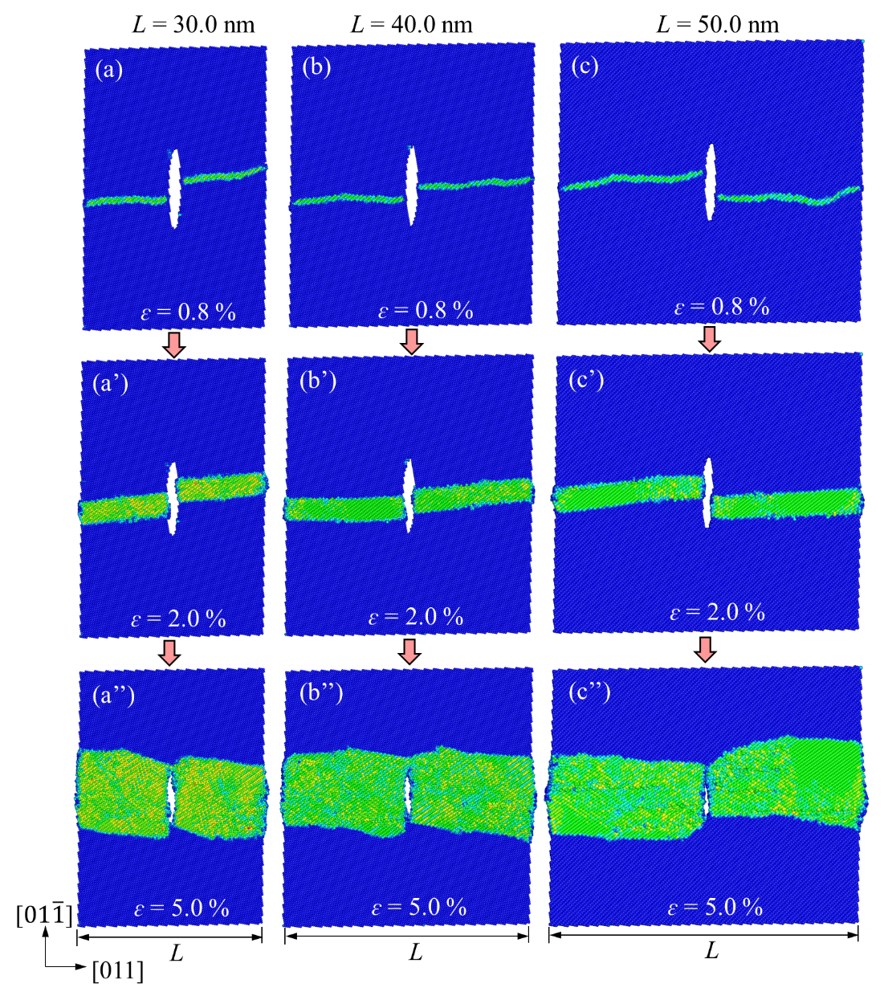 L = 30.0 nm L = 40.0 nm L = 50.0 nm
(a) (b) (c)
ε = 0.8 % ε = 0.8 % ε = 0.8 %
(a’) (b’) (c’)
ε = 2.0 % ε = 2.0 % ε = 2.0 %
(a’’) (b’’) (c’’)
ε = 5.0 % ε = 5.0 % ε = 5.0 %
[011̅]
L L L
[011]